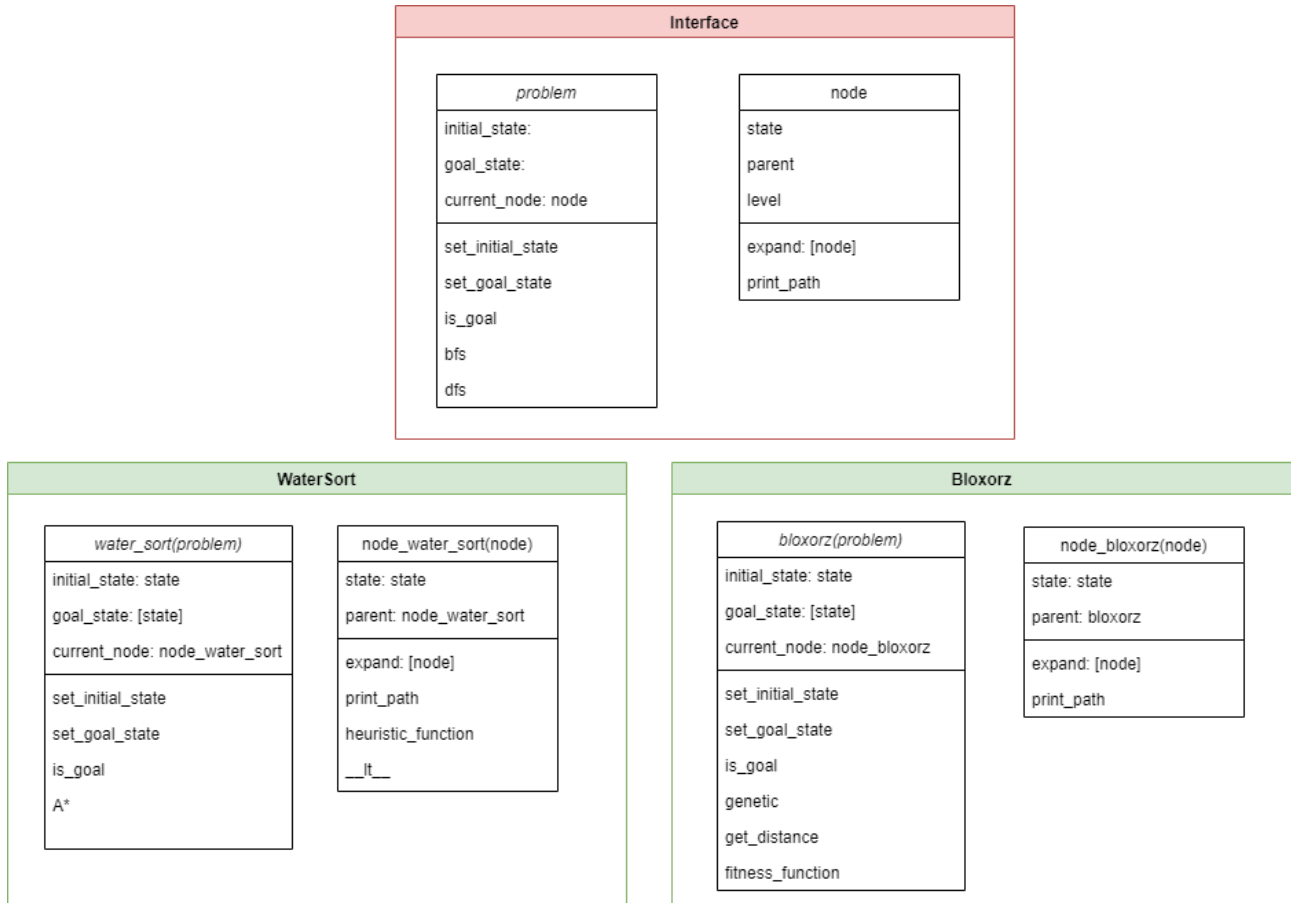 Interface
problem
initial_state:
goal_state:
current_node: node
set_initial_state
set_goal_state
is_goal
bfs
dfs
node
state
parent
level
expand: [node]
print_path
WaterSort
water_sort(problem)
initial_state: state
goal_state: [state]
current_node: node_water_sort
set_initial_state
set_goal_state
is_goal
A*
node_water_sort(node)
state: state
parent: node_water_sort
expand: [node]
print_path
heuristic_function
__lt__
Bloxorz
bloxorz(problem)
initial_state: state
goal_state: [state]
current_node: node_bloxorz
set_initial_state
set_goal_state
is_goal
genetic
get_distance
fitness_function
node_bloxorz(node)
state: state
parent: bloxorz
expand: [node]
print_path